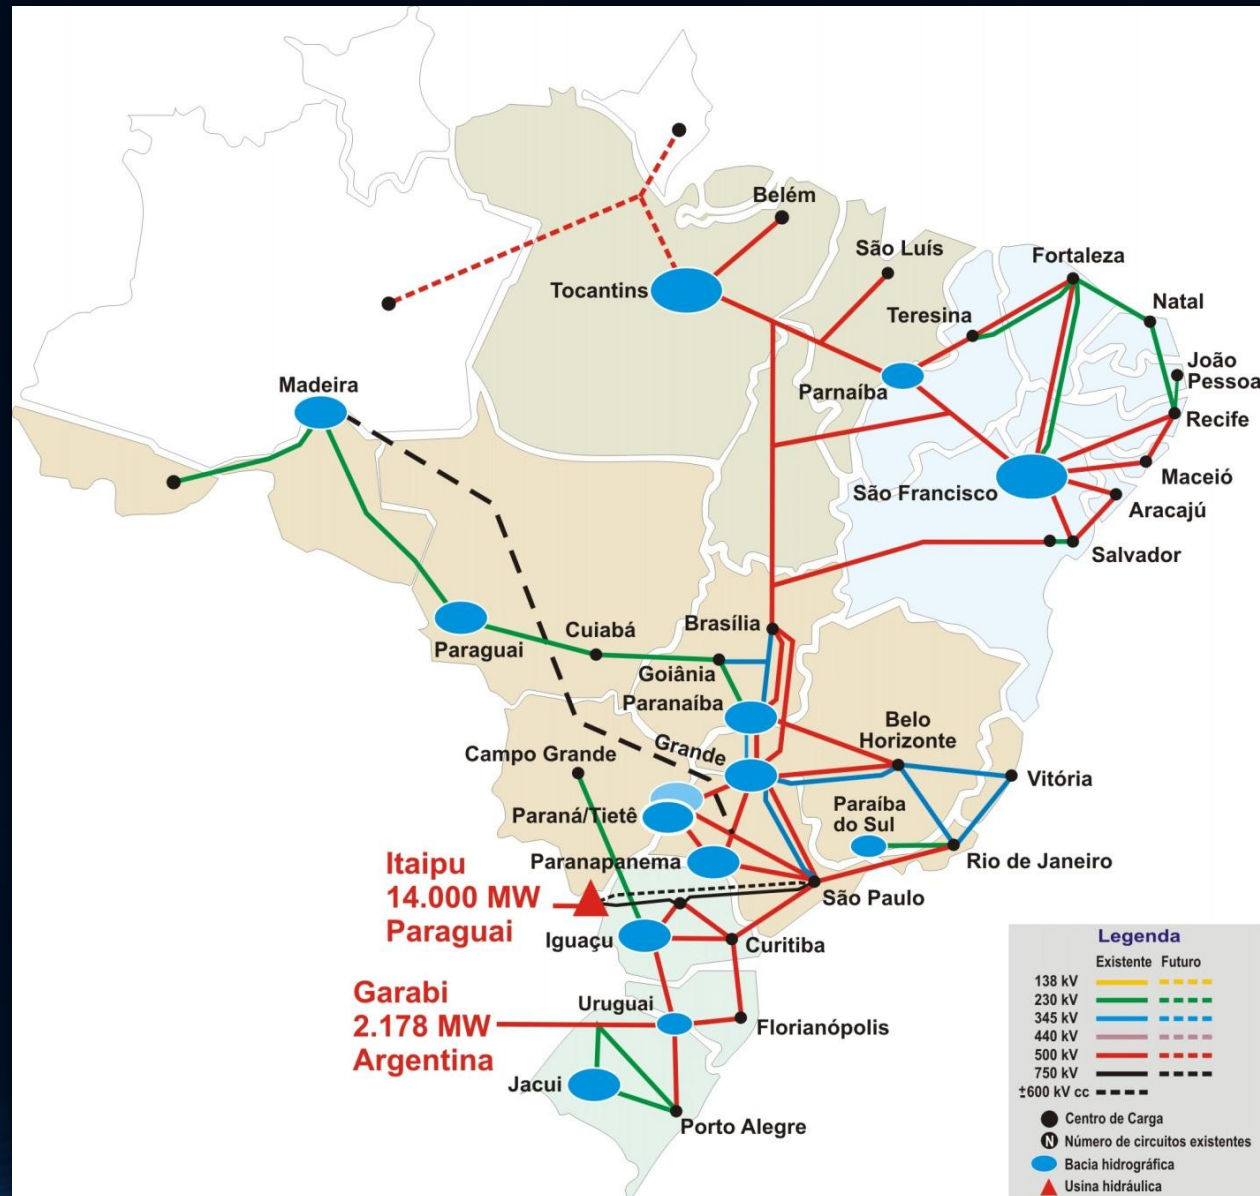 Belém
São Luís
Fortaleza
Tocantins
Teresina
Natal
João
Pessoa
Madeira
Parnaíba
Recife
Maceió
São Francisco
Aracajú
Salvador
Brasília
Cuiabá
Paraguai
Goiânia
Paranaíba
Belo
Horizonte
Grande
Campo Grande
Vitória
Paraíba
do Sul
Paraná/Tietê
Paranapanema
Rio de Janeiro
Itaipu
14.000 MW
Paraguai
São Paulo
Iguaçu
Curitiba
Garabi
2.178 MW
Argentina
Uruguai
Florianópolis
Jacui
Porto Alegre
Legenda
Existente Futuro
138 kV
230 kV
345 kV
440 kV
500 kV
750 kV
±600 kV cc
Centro de Carga
N Número de circuitos existentes
Bacia hidrográfica
Usina hidráulica